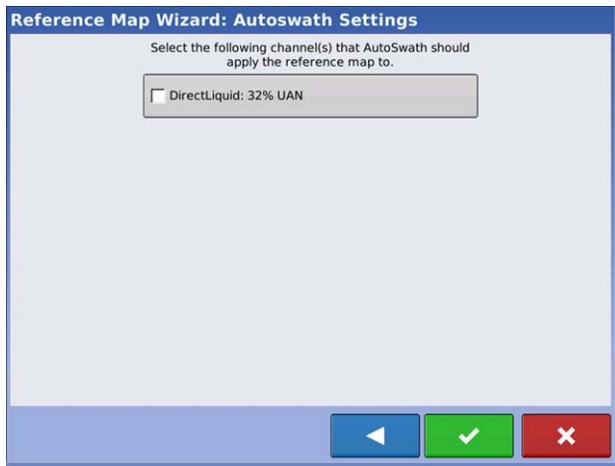 Reference Map Wizard: Autoswath Settings
Select the following channel(s) that AutoSwath should
apply the reference map to.
DirectLiquid: 32% UAN